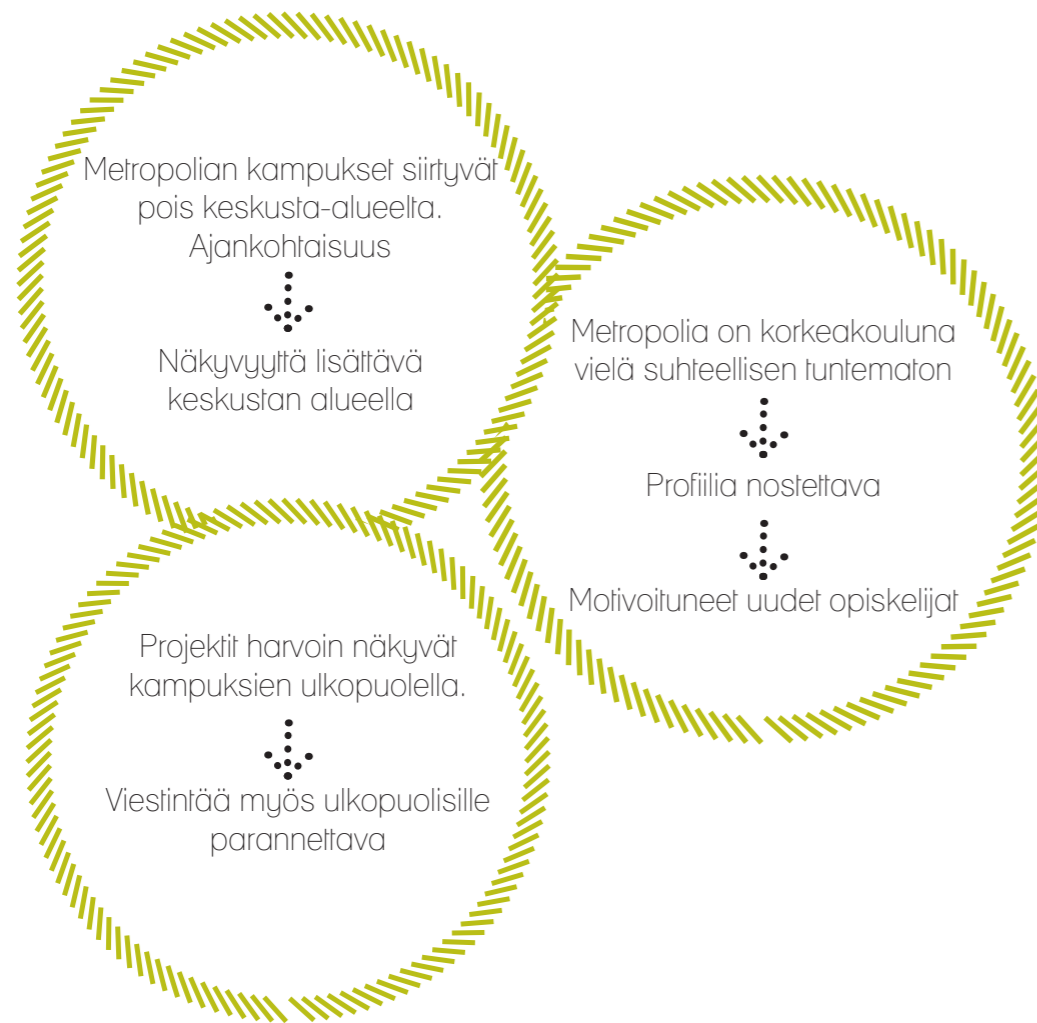 Metropolian kampukset siirtyvät
pois keskusta-alueelta.
Ajankohtaisuus
Näkyvyyttä lisättävä
keskustan alueella
Metropolia on korkeakouluna
vielä suhteellisen tuntematon
Profiilia nostettava
Motivoituneet uudet opiskelijat
Projektit harvoin näkyvät
kampuksien ulkopuolella.
Viestintää myös ulkopuolisille
parannettava